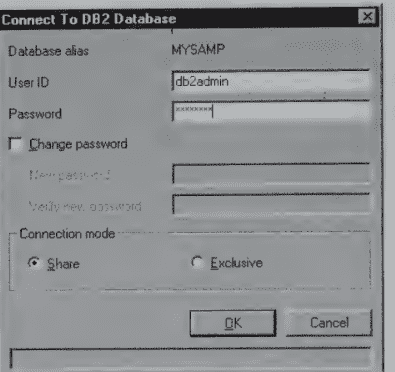 Connect To DB2 Database
Database alias MYSAMP
User ID db2admin
Password ********
Change password
New password
Verify new password
Connection mode
Share Exclusive
OK Cancel